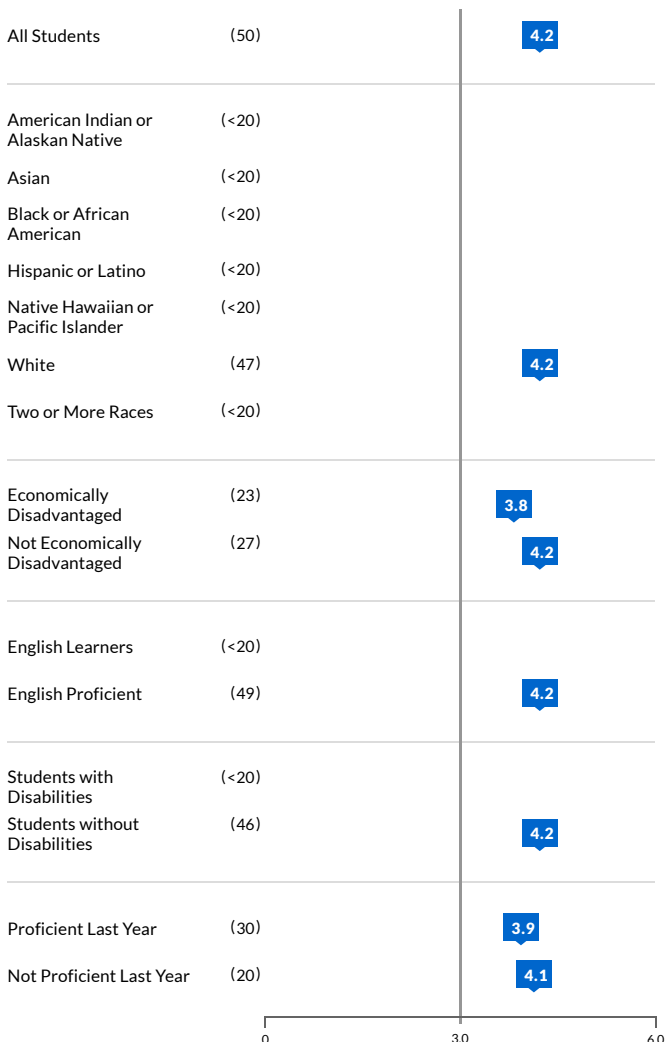 All Students (50) 4.2
American Indian or (<20)
Alaskan Native
Asian (<20)
Black or African (<20)
American
Hispanic or Latino (<20)
Native Hawaiian or (<20)
Pacific Islander
White (47) 4.2
Two or More Races (<20)
Economically (23) 3.8
Disadvantaged
Not Economically (27) 4.2
Disadvantaged
English Learners (<20)
English Proficient (49) 4.2
Students with (<20)
Disabilities
Students without (46) 4.2
Disabilities
Proficient Last Year (30) 3.9
Not Proficient Last Year (20) 4.1
0 3.0 6.0